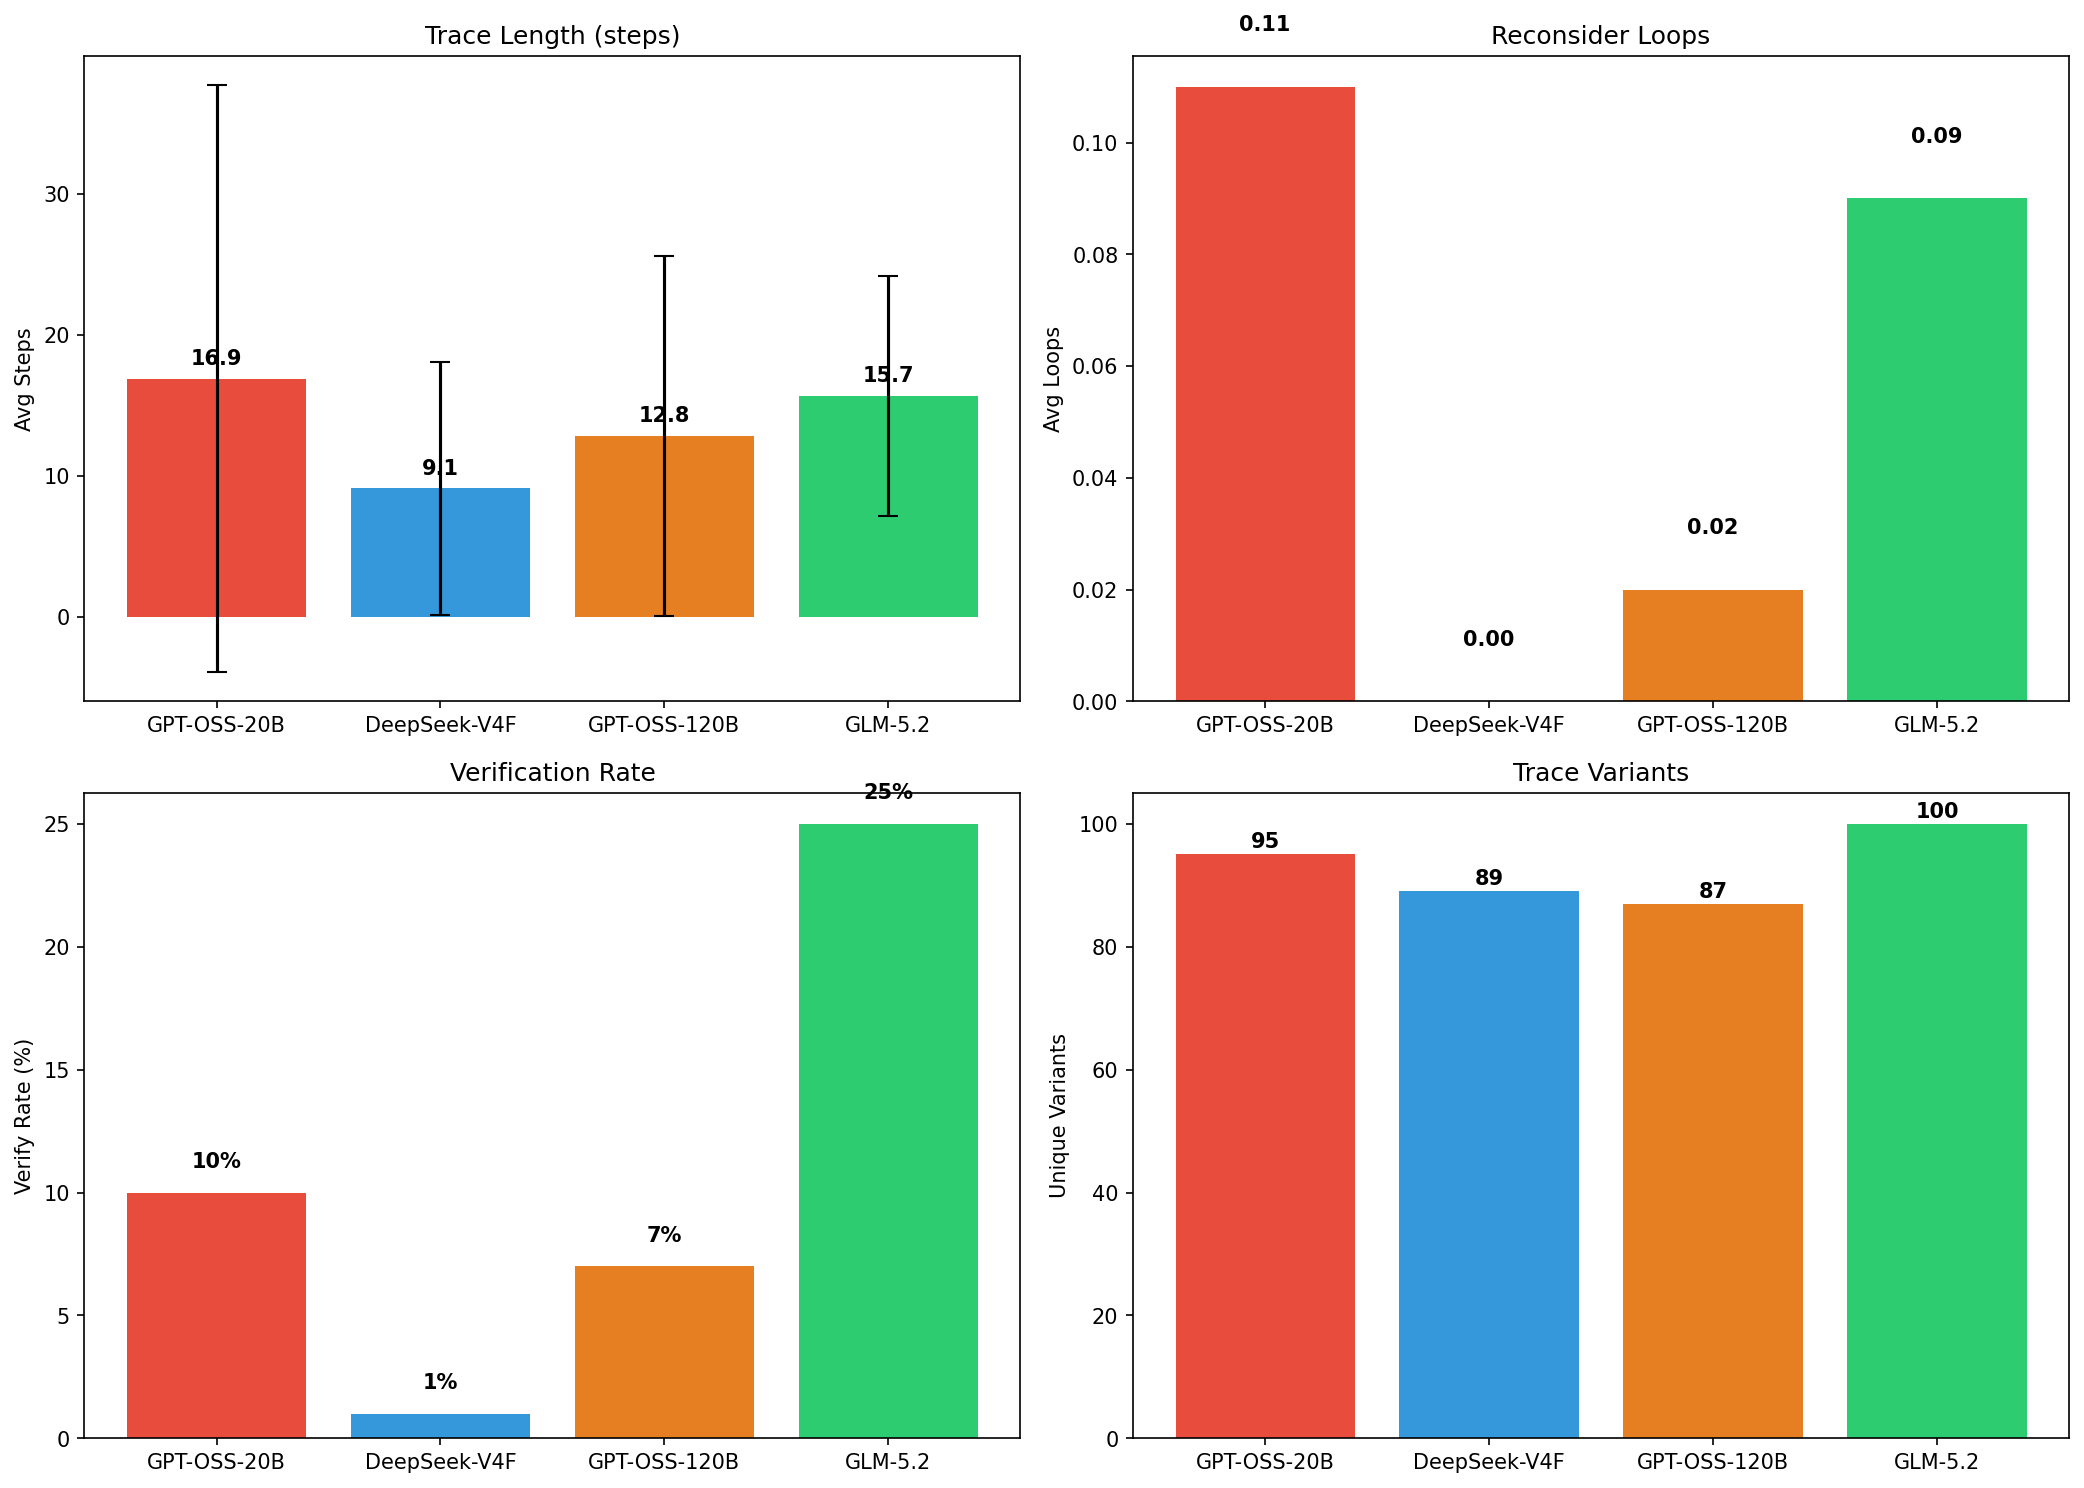 Trace Length (steps)
Avg Steps
30
20
10
0
16.9
9.1
12.8
15.7
GPT-OSS-20B
DeepSeek-V4F
GPT-OSS-120B
GLM-5.2
Reconsider Loops
Avg Loops
0.10
0.08
0.06
0.04
0.02
0.00
0.11
0.00
0.02
0.09
GPT-OSS-20B
DeepSeek-V4F
GPT-OSS-120B
GLM-5.2
Verification Rate
Verify Rate (%)
25
20
15
10
5
0
10%
1%
7%
25%
GPT-OSS-20B
DeepSeek-V4F
GPT-OSS-120B
GLM-5.2
Trace Variants
Unique Variants
100
80
60
40
20
0
95
89
87
100
GPT-OSS-20B
DeepSeek-V4F
GPT-OSS-120B
GLM-5.2